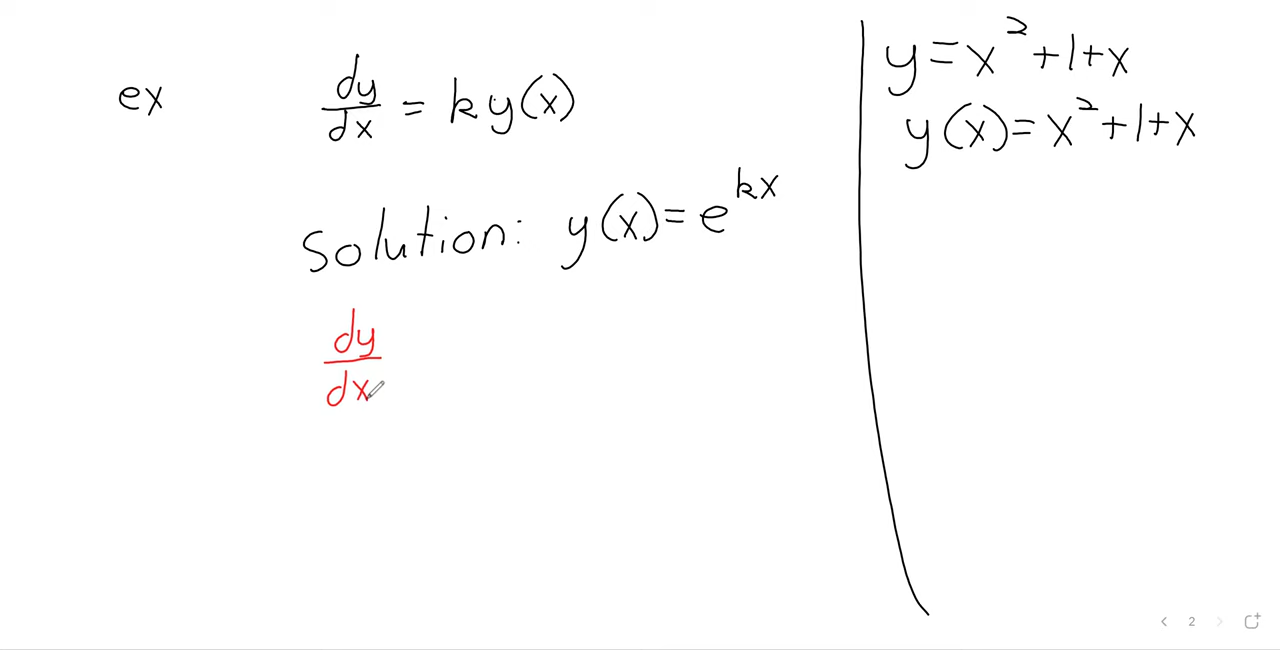 ex dy/dx = ky(x)
solution: y(x) = e^kx
dy/dx
y = x^2 + 1 + x
y(x) = x^2 + 1 + x
2